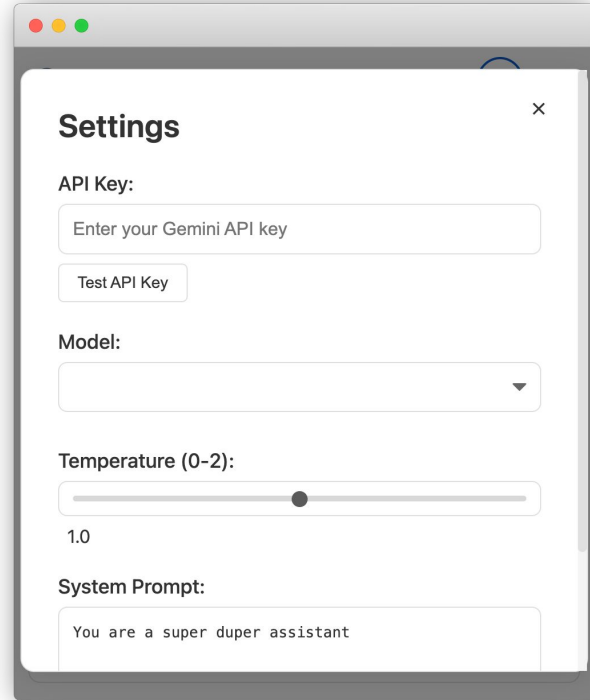 Settings
×
API Key:
Enter your Gemini API key
Test API Key
Model:
Temperature (0-2):
1.0
System Prompt:
You are a super duper assistant